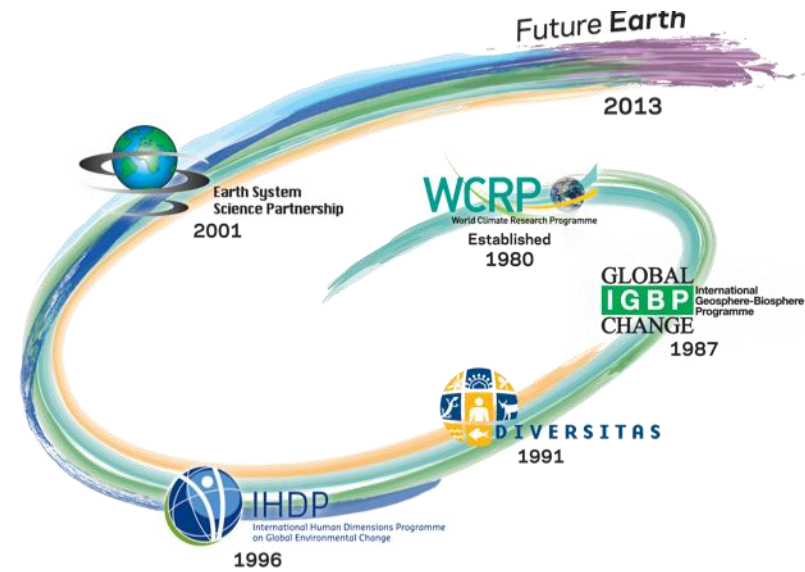 Future Earth
2013
Earth System
Science Partnership
2001
WCRP
World Climate Research Programme
Established
1980
GLOBAL
IGBP
CHANGE
International
Geosphere-Biosphere
Programme
1987
DIVERSITAS
1991
IHDP
International Human Dimensions Programme
on Global Environmental Change
1996